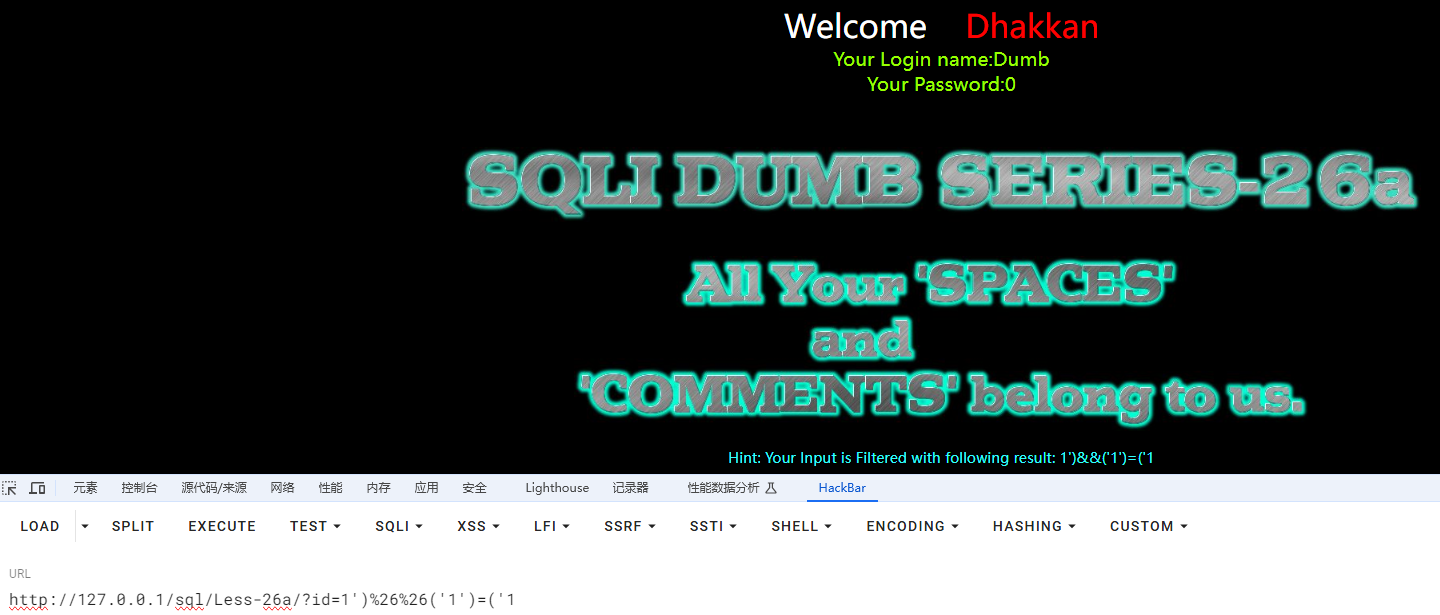 Welcome Dhakkan
Your Login name:Dumb
Your Password:0
SQLI DUMB SERIES-26a
All Your 'SPACES'
and
'COMMENTS' belong to us.
Hint: Your Input is Filtered with following result: 1')&&('1')=('1
元素 控制台 源代码/来源 网络 性能 内存 应用 安全 Lighthouse 记录器 性能数据分析 HackBar
LOAD SPLIT EXECUTE TEST SQLI XSS LFI SSRF SSTI SHELL ENCODING HASHING CUSTOM
URL
http://127.0.0.1/sql/Less-26a/?id=1')%26%26('1')=('1